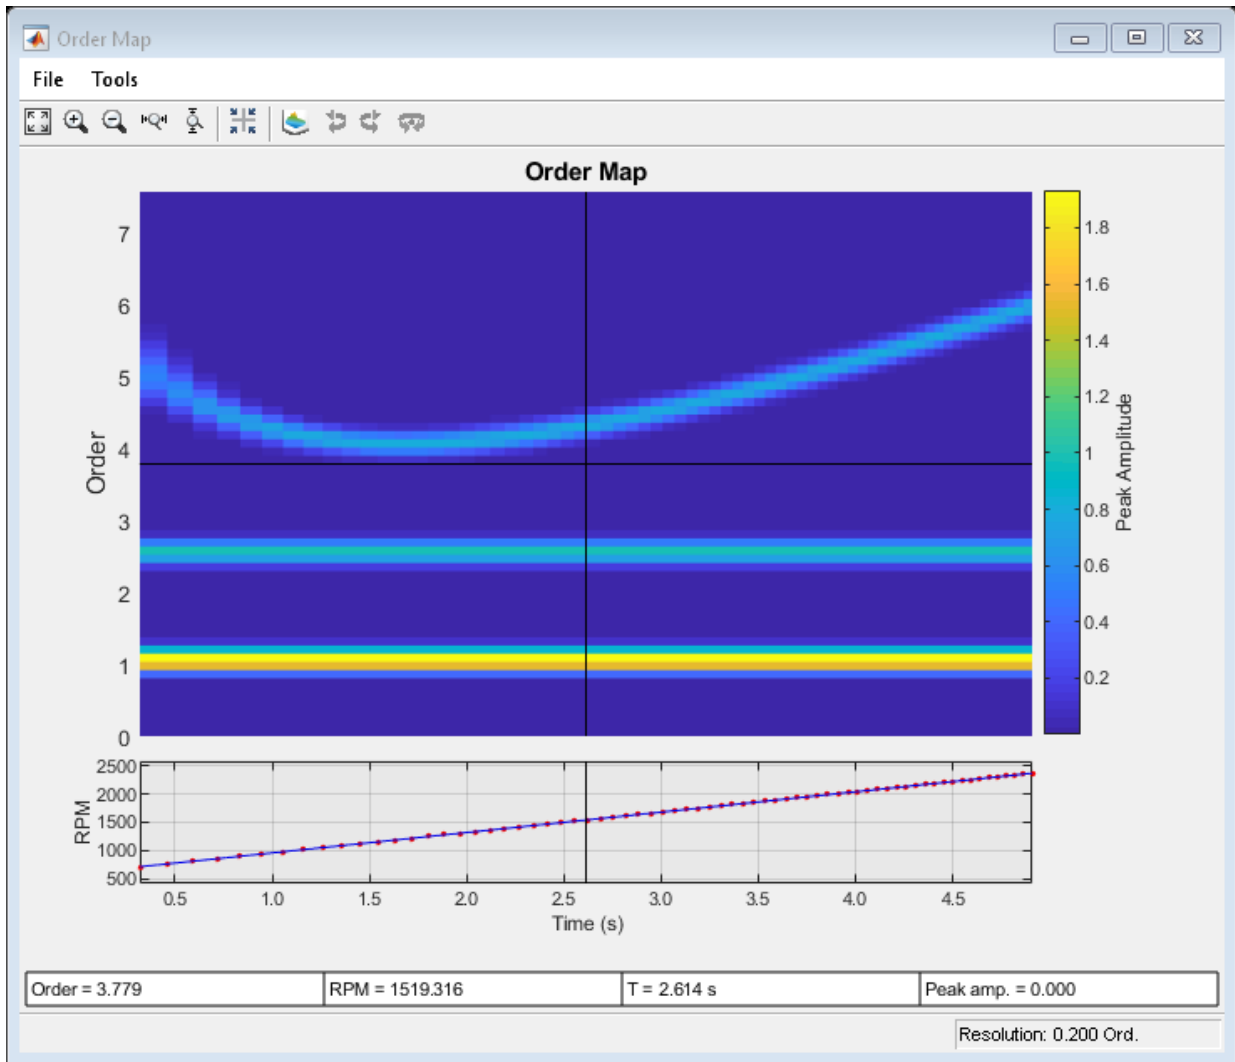 Order Map
File Tools
Order Map
7
6
5
4
3
2
1
0
Order
1.8
1.6
1.4
1.2
1
0.8
0.6
0.4
0.2
Peak Amplitude
2500
2000
1500
1000
500
RPM
0.5 1.0 1.5 2.0 2.5 3.0 3.5 4.0 4.5
Time (s)
Order = 3.779 RPM = 1519.316 T = 2.614 s Peak amp. = 0.000
Resolution: 0.200 Ord.